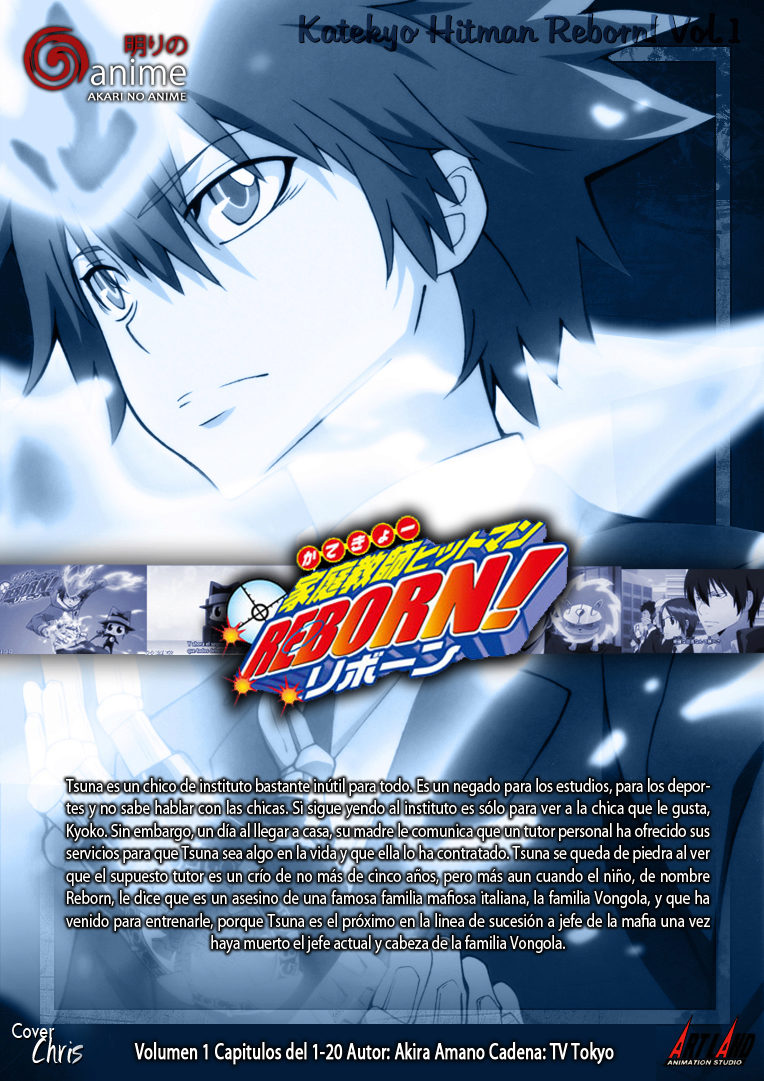 Katekyo Hitman Reborn! Vol.1
明りの
anime
AKARI NO ANIME
かてきょー
家庭教師ヒットマン
REBORN!
リボーン
Tsuna es un chico de instituto bastante inútil para todo. Es un negado para los estudios, para los depor-
tes y no sabe hablar con las chicas. Si sigue yendo al instituto es sólo para ver a la chica que le gusta,
Kyoko. Sin embargo, un día al llegar a casa, su madre le comunica que un tutor personal ha ofrecido sus
servicios para que Tsuna sea algo en la vida y que ella lo ha contratado. Tsuna se queda de piedra al ver
que el supuesto tutor es un crío de no más de cinco años, pero más aun cuando el niño, de nombre
Reborn, le dice que es un asesino de una famosa familia mafiosa italiana, la familia Vongola, y que ha
venido para entrenarle, porque Tsuna es el próximo en la linea de sucesión a jefe de la mafia una vez
haya muerto el jefe actual y cabeza de la familia Vongola.
Cover
Chris
Volumen 1 Capitulos del 1-20 Autor: Akira Amano Cadena: TV Tokyo
ARTLAND
ANIMATION STUDIO